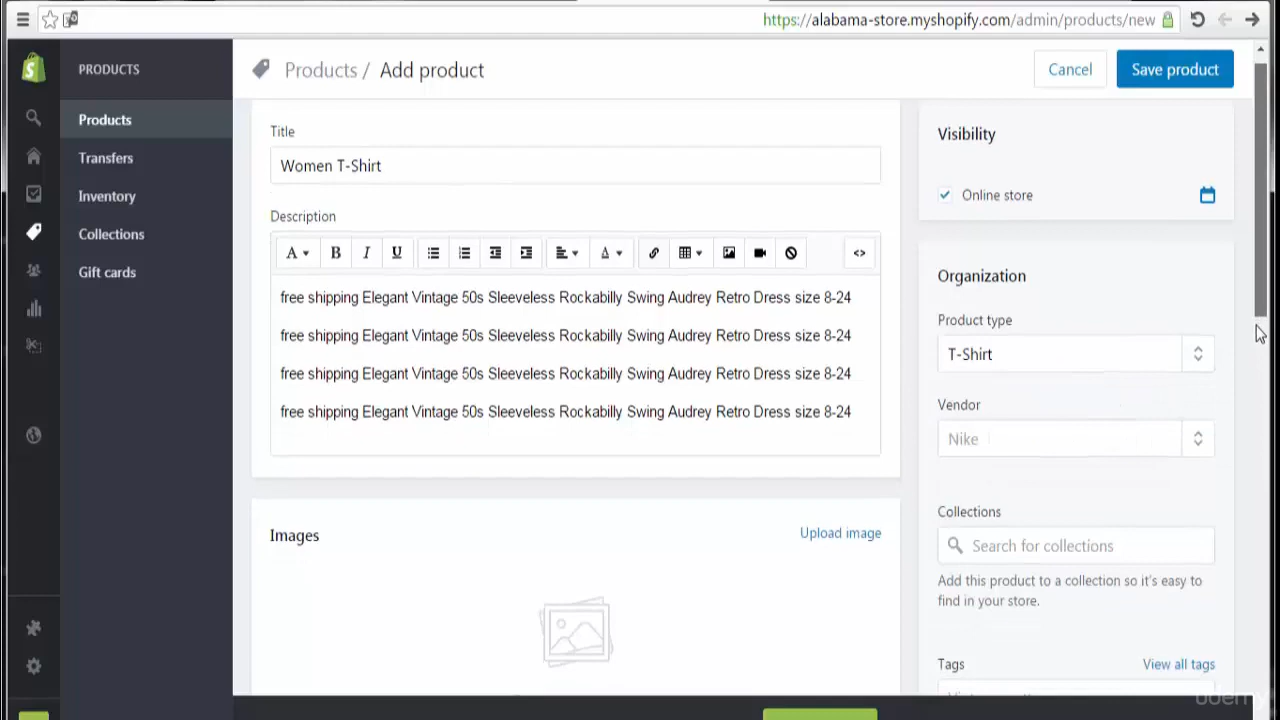 https://alabama-store.myshopify.com/admin/products/new
PRODUCTS
Products / Add product
Cancel
Save product
Products
Transfers
Inventory
Collections
Gift cards
Title
Women T-Shirt
Description
A
B
I
U
A
<>
free shipping Elegant Vintage 50s Sleeveless Rockabilly Swing Audrey Retro Dress size 8-24
free shipping Elegant Vintage 50s Sleeveless Rockabilly Swing Audrey Retro Dress size 8-24
free shipping Elegant Vintage 50s Sleeveless Rockabilly Swing Audrey Retro Dress size 8-24
free shipping Elegant Vintage 50s Sleeveless Rockabilly Swing Audrey Retro Dress size 8-24
Images
Upload image
Visibility
Online store
Organization
Product type
T-Shirt
Vendor
Nike
Collections
Search for collections
Add this product to a collection so it's easy to
find in your store.
Tags
View all tags
udemy